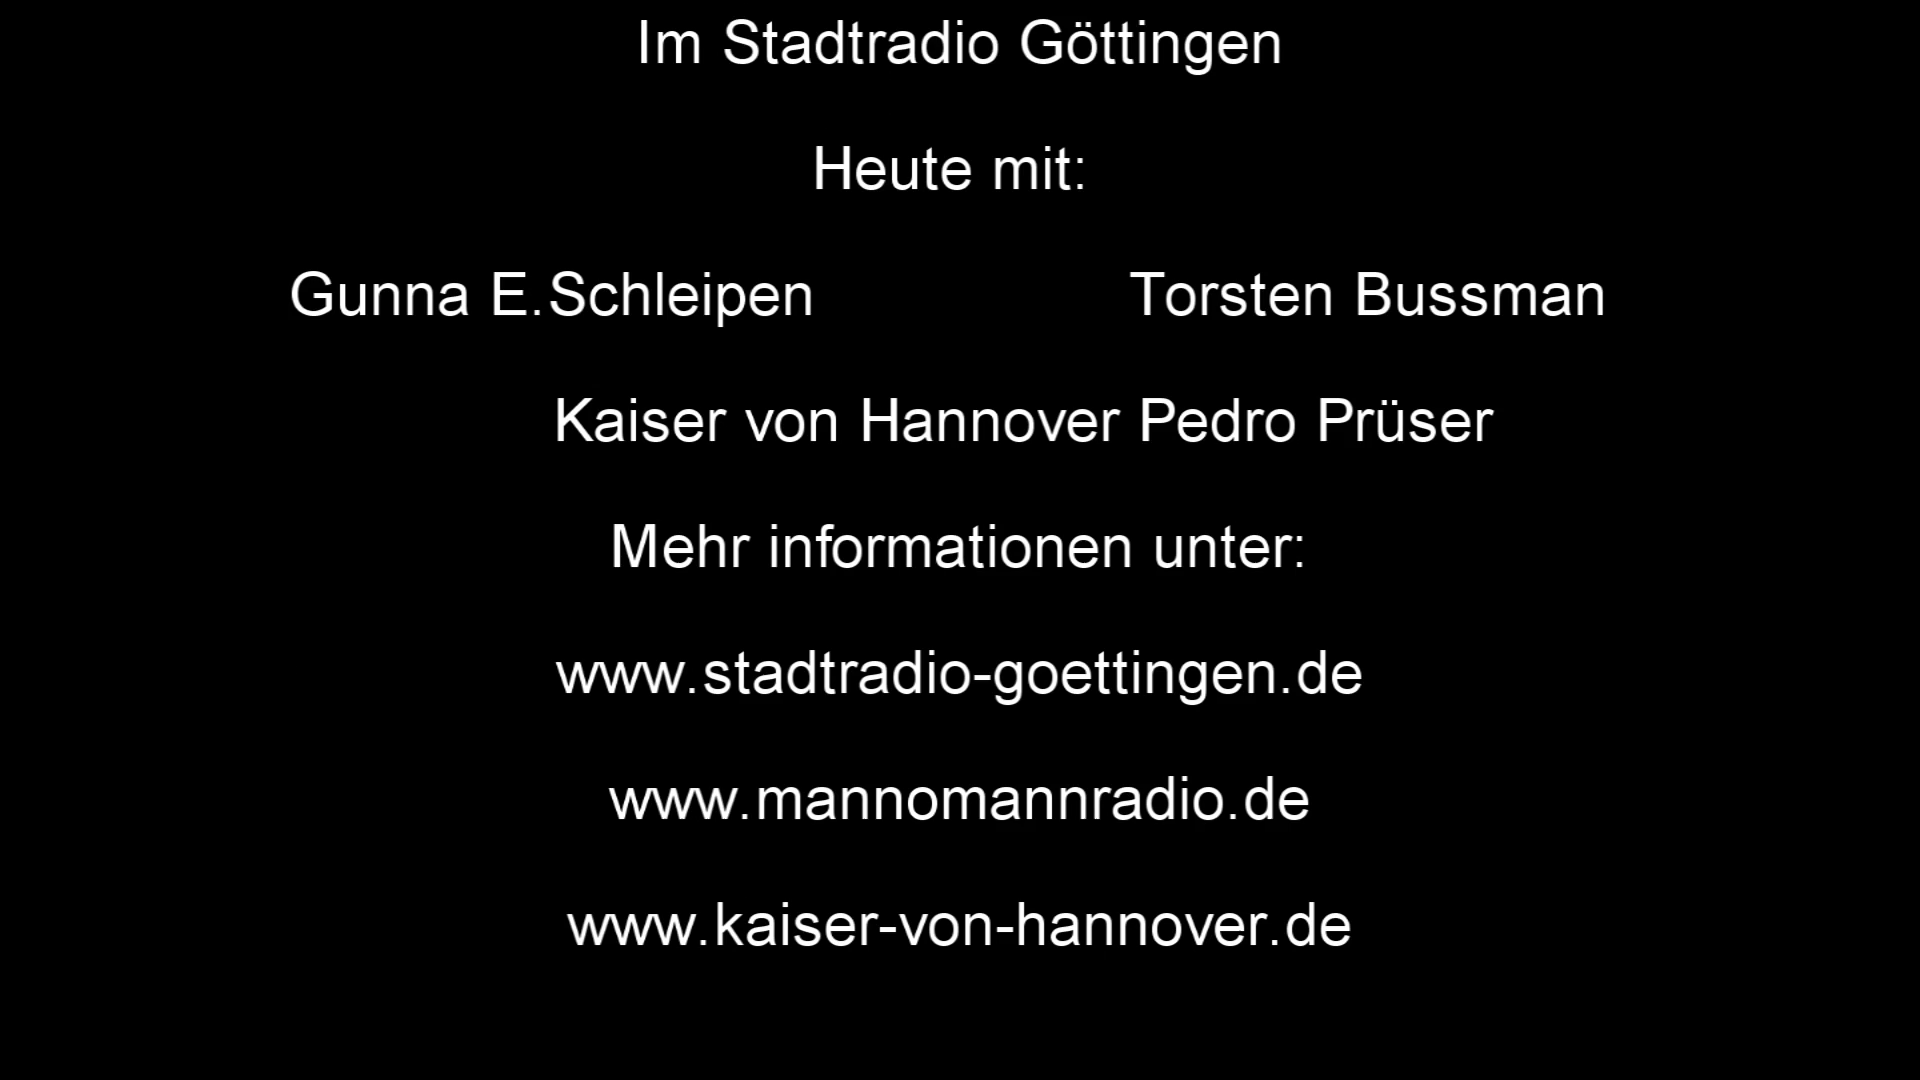 Im Stadtradio Göttingen
Heute mit:
Gunna E.Schleipen Torsten Bussman
Kaiser von Hannover Pedro Prüser
Mehr informationen unter:
www.stadtradio-goettingen.de
www.mannomannradio.de
www.kaiser-von-hannover.de